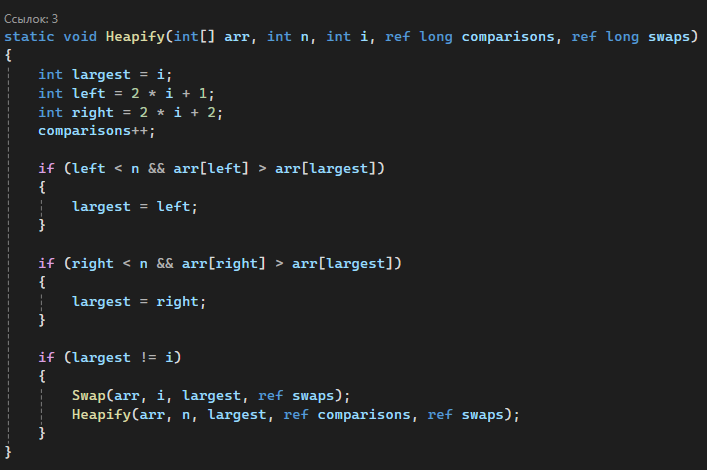 Ссылок: 3
static void Heapify(int[] arr, int n, int i, ref long comparisons, ref long swaps)
{
int largest = i;
int left = 2 * i + 1;
int right = 2 * i + 2;
comparisons++;
if (left < n && arr[left] > arr[largest])
{
largest = left;
}
if (right < n && arr[right] > arr[largest])
{
largest = right;
}
if (largest != i)
{
Swap(arr, i, largest, ref swaps);
Heapify(arr, n, largest, ref comparisons, ref swaps);
}
}